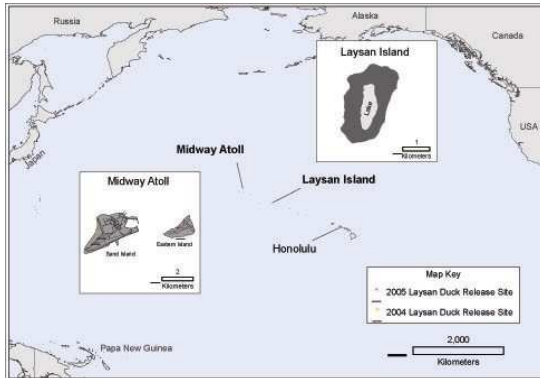 Russia
Alaska
Canada
Laysan Island
Lake
1
Kilometers
USA
Japan
Midway Atoll
Laysan Island
Midway Atoll
Eastern Island
Sand Island
2
Kilometers
Honolulu
Map Key
2005 Laysan Duck Release Site
2004 Laysan Duck Release Site
Papa New Guinea
2,000
Kilometers